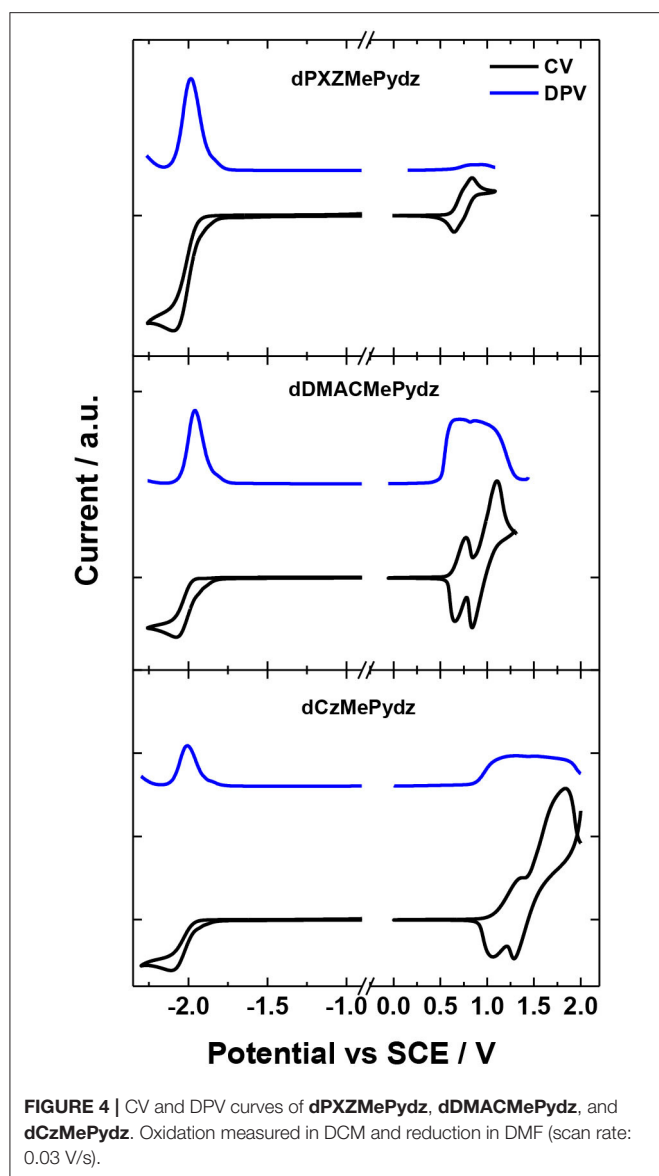 dPXZMePydz
CV
DPV
dDMACMePydz
dCzMePydz
Current / a.u.
-2.0 -1.5 -1.0 0.0 0.5 1.0 1.5 2.0
Potential vs SCE / V
FIGURE 4 | CV and DPV curves of dPXZMePydz, dDMACMePydz, and
dCzMePydz. Oxidation measured in DCM and reduction in DMF (scan rate:
0.03 V/s).